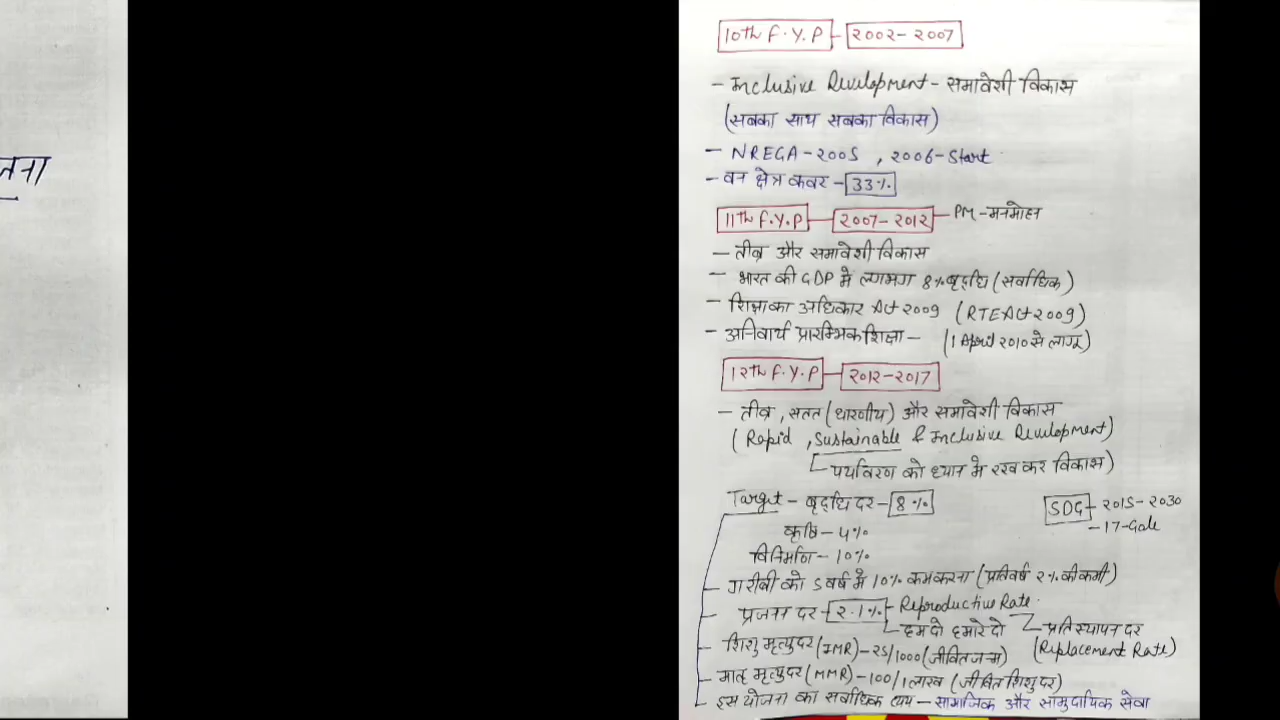 जना
10th F.Y.P - 2002-2007
- Inclusive Development - समावेशी विकास
(सबका साथ सबका विकास)
- NREGA - 2005 , 2006 - Start
- वन क्षेत्र कवर - 33%
11th F.Y.P - 2007-2012 - PM - मनमोहन
- तीव्र और समावेशी विकास
- भारत की GDP में लगभग 8% बृद्धि (सर्वाधिक)
- शिक्षा का अधिकार Act 2009 (RTE Act 2009)
- अनिवार्य प्रारम्भिक शिक्षा - (1 April 2010 से लागू)
12th F.Y.P - 2012-2017
- तीव्र , सतत (धारणीय) और समावेशी विकास
(Rapid , Sustainable & Inclusive Development)
पर्यावरण को ध्यान मे रख कर विकास)
Target - बृद्धि दर - 8% SDG - 2015-2030
कृषि - 4% - 17-Gole
विनिर्माण - 10%
गरीबी को 5 वर्ष में 10% कम करना (प्रतिवर्ष 2% की कमी)
प्रजनन दर - 2.1% - Reproductive Rate.
हम दो हमारे दो - प्रतिस्थापन दर
शिशु मृत्यु दर (IMR) - 25/1000 (जीवित जन्म) (Replacement Rate)
मातृ मृत्यु दर (MMR) - 100/1 लाख (जीवित शिशु दर)
इस योजना का सर्वाधिक व्यय - सामाजिक और सामुदायिक सेवा